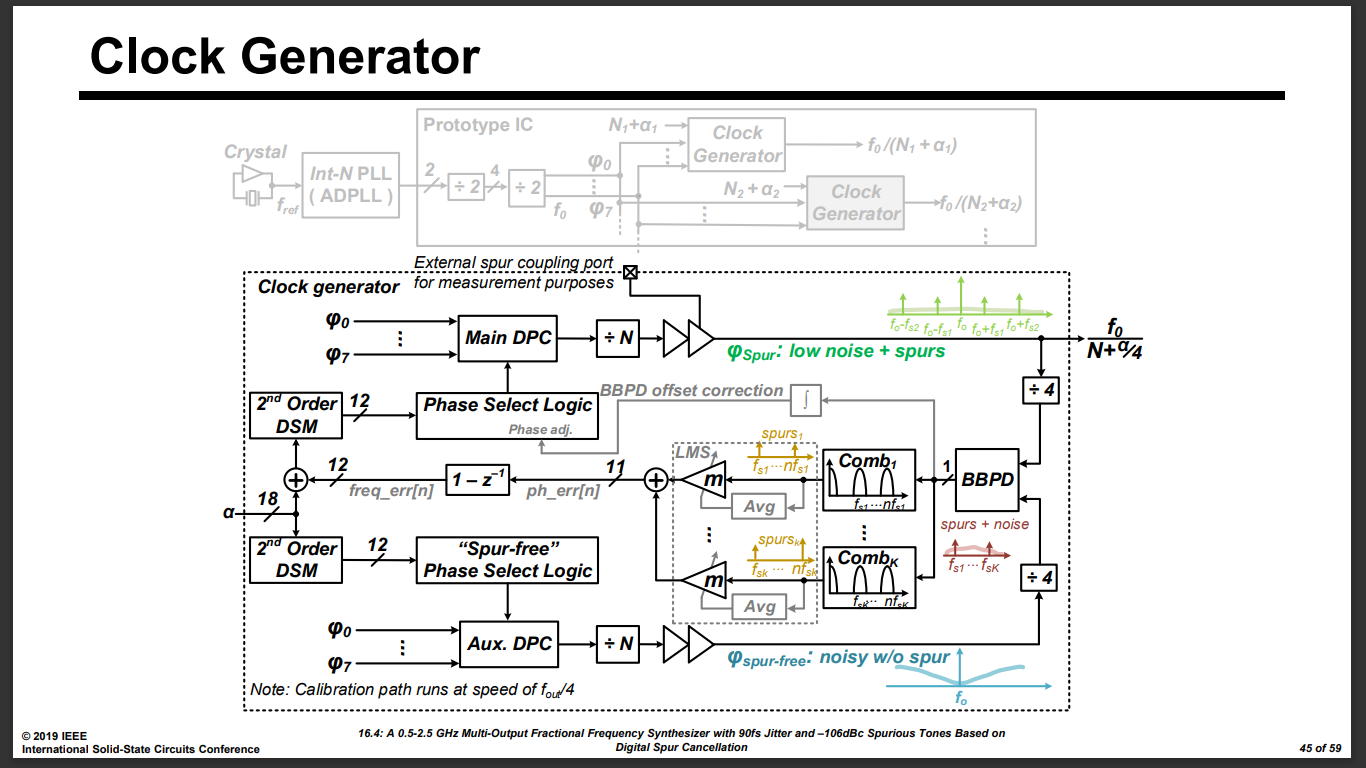 Clock Generator
Prototype IC
Crystal
fref
Int-N PLL
( ADPLL )
2
÷ 2
4
÷ 2
φ0
f0
φ7
N1+α1
Clock
Generator
f0 /(N1 + α1)
N2 + α2
Clock
Generator
f0 /(N2+α2)
External spur coupling port
for measurement purposes
Clock generator
φ0
φ7
Main DPC
÷ N
φSpur: low noise + spurs
fo-fs2 fo-fs1 fo fo+fs1 fo+fs2
f0
N+α/4
÷ 4
2nd Order
DSM
12
Phase Select Logic
Phase adj.
BBPD offset correction
∫
12
freq_err[n]
1 – z-1
ph_err[n]
11
LMS
m
Avg
spurs1
fs1 ··· nfs1
Comb1
fs1 ··· nfs1
1
BBPD
α
18
spurs + noise
fs1 ··· fsK
2nd Order
DSM
12
“Spur-free”
Phase Select Logic
m
Avg
spursk
fsk ··· nfsk
CombK
fsK ··· nfsK
÷ 4
φ0
φ7
Aux. DPC
÷ N
φspur-free: noisy w/o spur
fo
Note: Calibration path runs at speed of fout/4
© 2019 IEEE
International Solid-State Circuits Conference
16.4: A 0.5-2.5 GHz Multi-Output Fractional Frequency Synthesizer with 90fs Jitter and –106dBc Spurious Tones Based on
Digital Spur Cancellation
45 of 59